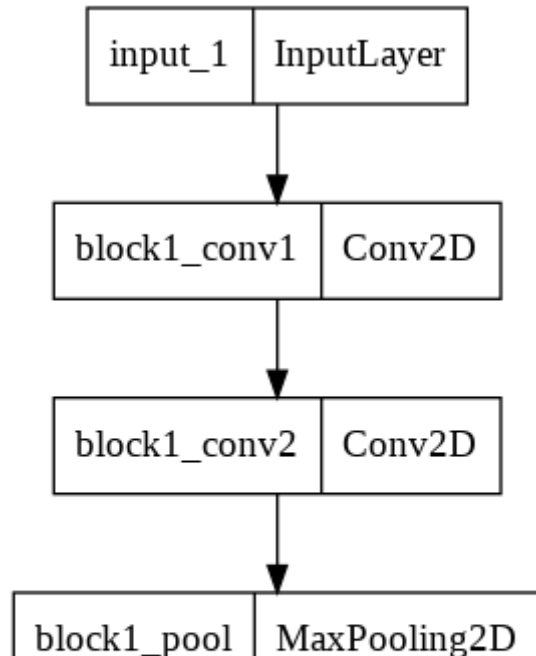 input_1 InputLayer
block1_conv1 Conv2D
block1_conv2 Conv2D
block1_pool MaxPooling2D